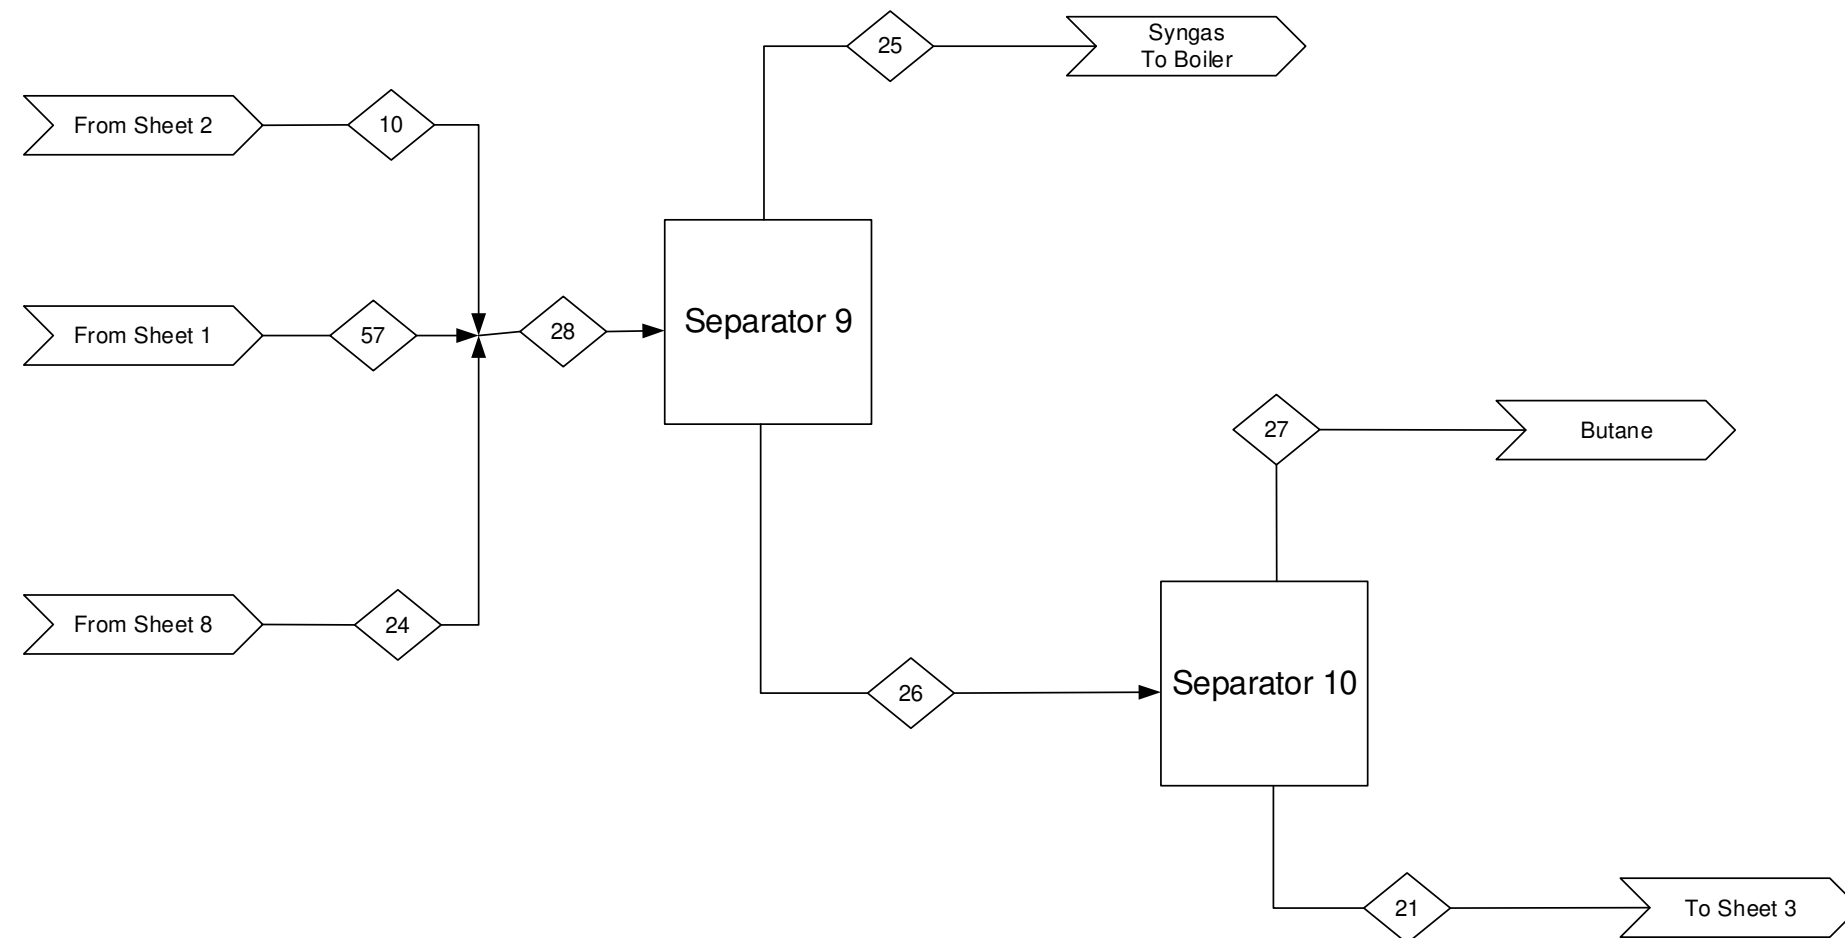 25
Syngas
To Boiler
From Sheet 2
10
From Sheet 1
57
28
Separator 9
27
Butane
From Sheet 8
24
26
Separator 10
21
To Sheet 3